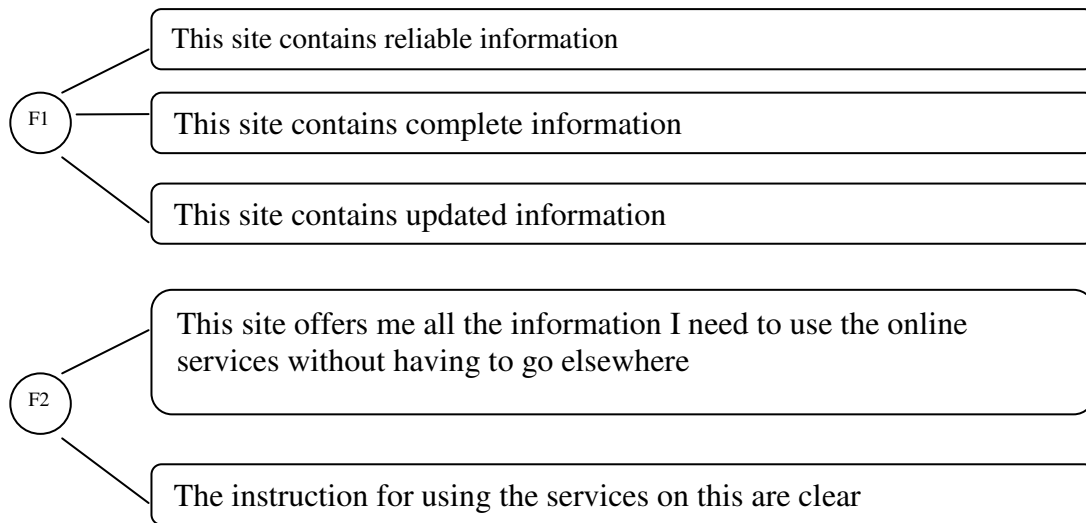 This site contains reliable information
F1
This site contains complete information
This site contains updated information
This site offers me all the information I need to use the online
services without having to go elsewhere
F2
The instruction for using the services on this are clear